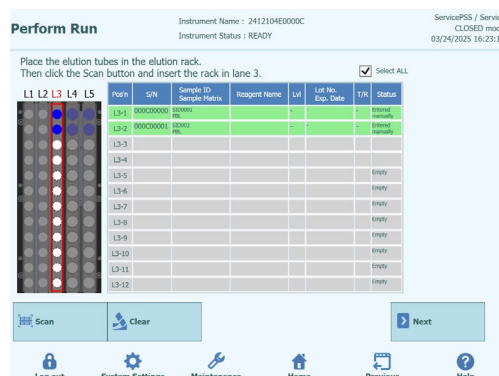 Perform Run
Instrument Name : 2412104E0000C
Instrument Status : READY
ServicePSS / Servic
CLOSED mod
03/24/2025 16:23:1
Place the elution tubes in the elution rack.
Then click the Scan button and insert the rack in lane 3.
Select ALL
L1 L2 L3 L4 L5
Pos'n S/N Sample ID Sample Matrix Reagent Name Lvl Lot No. Exp. Date T/R Status
L3-1 000C00000 SID0001 PBL - - - Entered manually
L3-2 000C00001 SID002 PBL - - - Entered manually
L3-3
L3-4
L3-5 Empty
L3-6 Empty
L3-7 Empty
L3-8 Empty
L3-9 Empty
L3-10 Empty
L3-11 Empty
L3-12 Empty
Scan
Clear
Next
Log out
System Settings
Maintenance
Home
Previous
Help